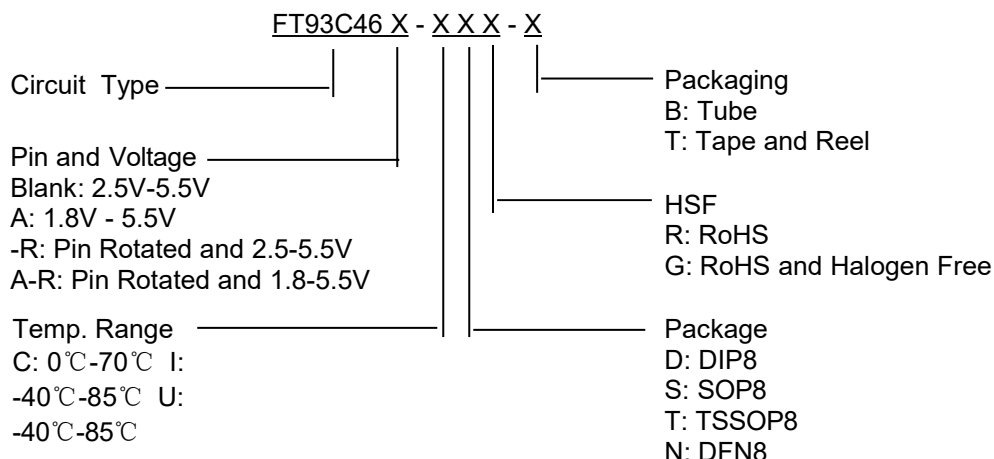 FT93C46 X - X X X - X
Circuit Type
Pin and Voltage
Blank: 2.5V-5.5V
A: 1.8V - 5.5V
-R: Pin Rotated and 2.5-5.5V
A-R: Pin Rotated and 1.8-5.5V
Temp. Range
C: 0℃-70℃ I:
-40℃-85℃ U:
-40℃-85℃
Packaging
B: Tube
T: Tape and Reel
HSF
R: RoHS
G: RoHS and Halogen Free
Package
D: DIP8
S: SOP8
T: TSSOP8
N: DFN8